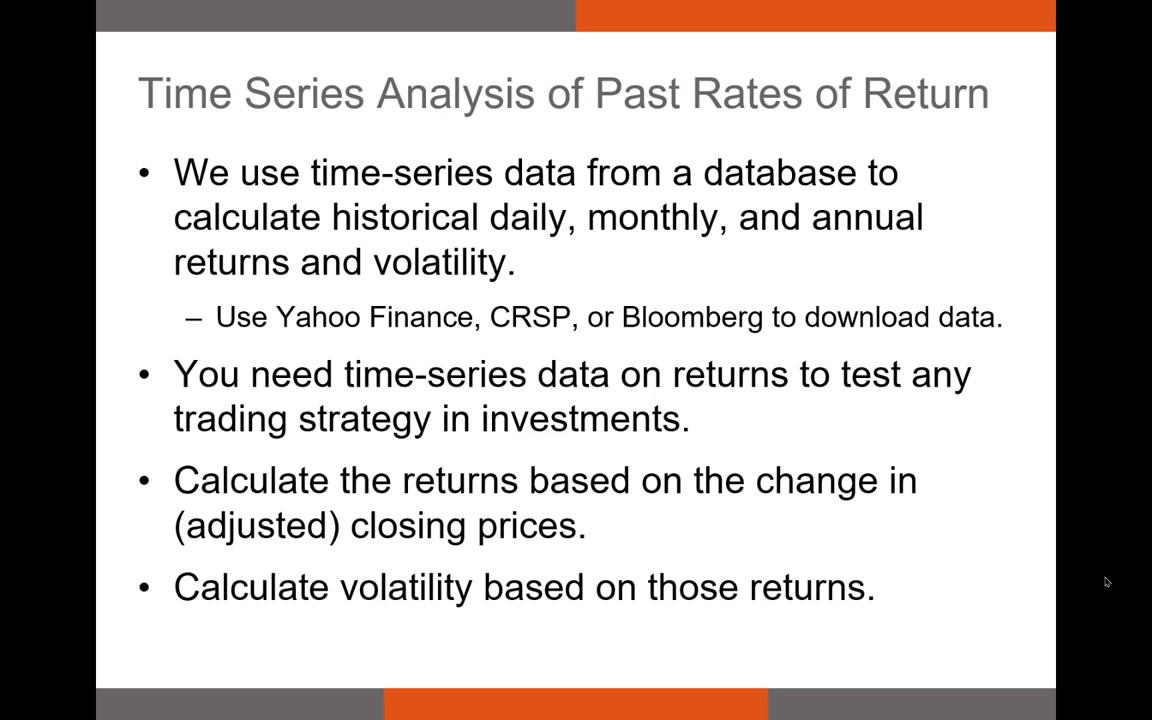 Time Series Analysis of Past Rates of Return
• We use time-series data from a database to
calculate historical daily, monthly, and annual
returns and volatility.
– Use Yahoo Finance, CRSP, or Bloomberg to download data.
• You need time-series data on returns to test any
trading strategy in investments.
• Calculate the returns based on the change in
(adjusted) closing prices.
• Calculate volatility based on those returns.